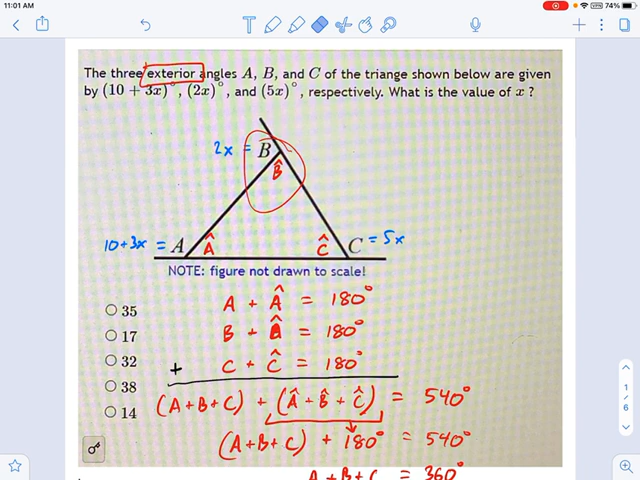 11:01 AM
74%
The three exterior angles A, B, and C of the triange shown below are given
by (10 + 3x)°, (2x)°, and (5x)°, respectively. What is the value of x ?
2x = B
B̂
10+3x = A
Â
Ĉ
C = 5x
NOTE: figure not drawn to scale!
35
17
32
38
14
A + Â = 180°
B + B̂ = 180°
+ C + Ĉ = 180°
(A+B+C) + (Â + B̂ + Ĉ) = 540°
(A+B+C) + 180° = 540°
A+B+C = 360°
1
/
6